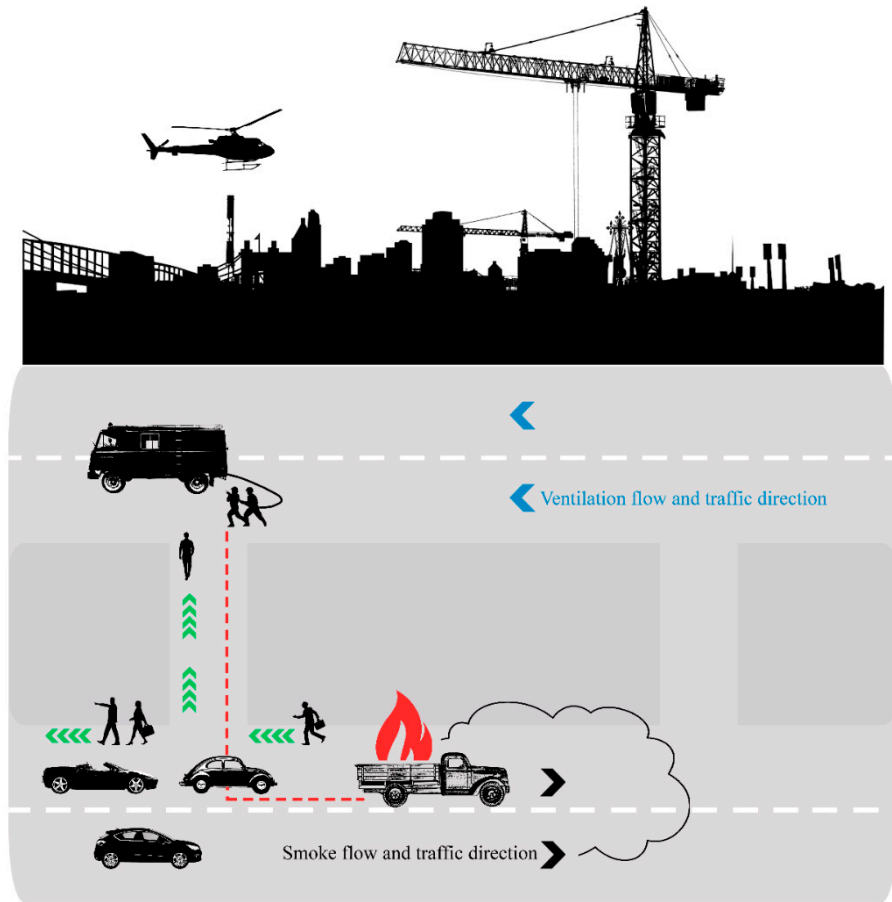 Ventilation flow and traffic direction
Smoke flow and traffic direction